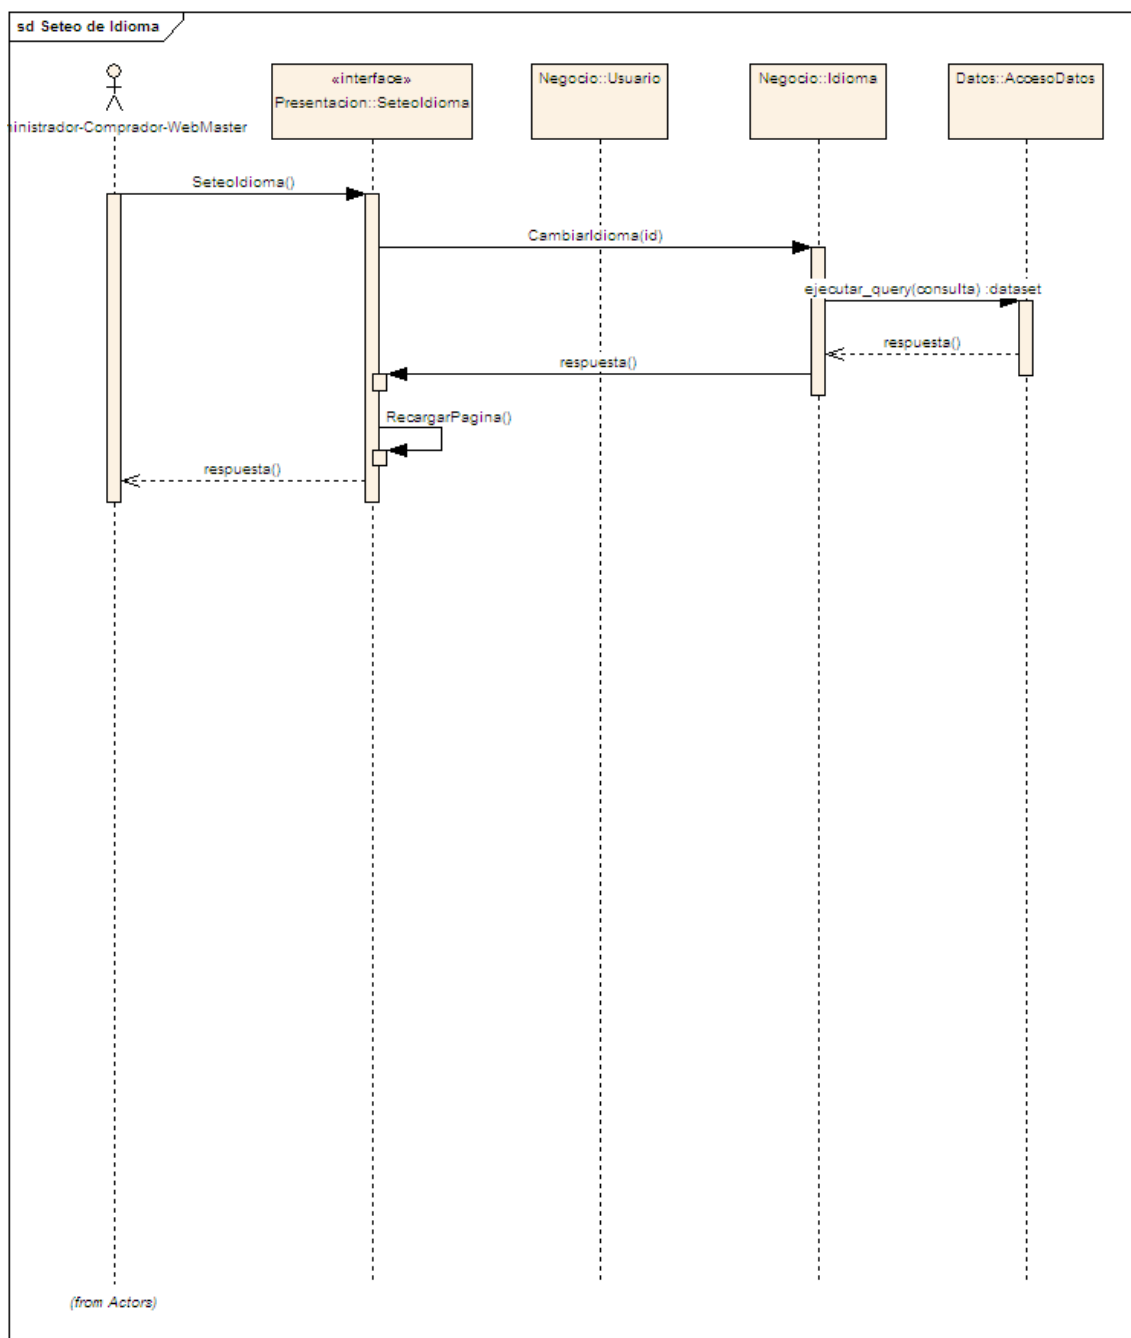 sd Seteo de Idioma
ministrador-Comprador-WebMaster
«interface»
Presentacion::SeteoIdioma
Negocio::Usuario
Negocio::Idioma
Datos::AccesoDatos
SeteoIdioma()
CambiarIdioma(id)
ejecutar_query(consulta) :dataset
respuesta()
respuesta()
RecargarPagina()
respuesta()
(from Actors)